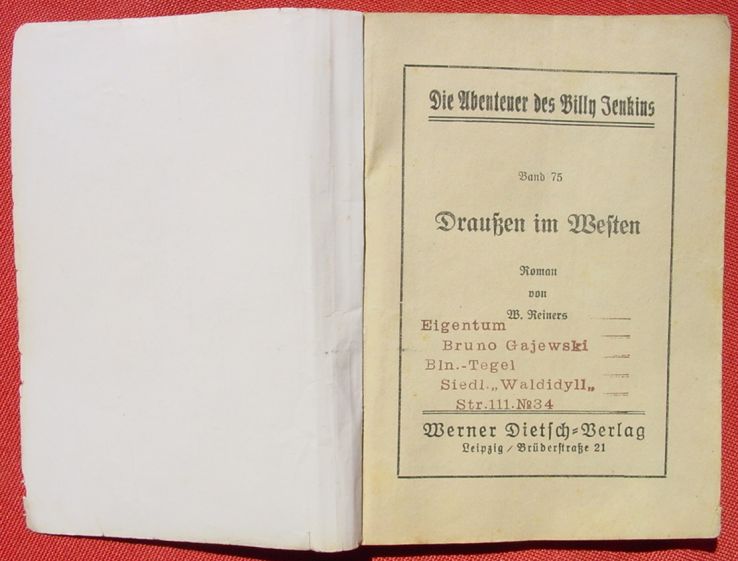 Die Abenteuer des Billy Jenkins
Band 75
Draußen im Westen
Roman
von
W. Reiners
Eigentum
Bruno Gajewski
Bln.-Tegel
Siedl.„Waldidyll„
Str.111.№34
Werner Dietsch-Verlag
Leipzig / Brüderstraße 21